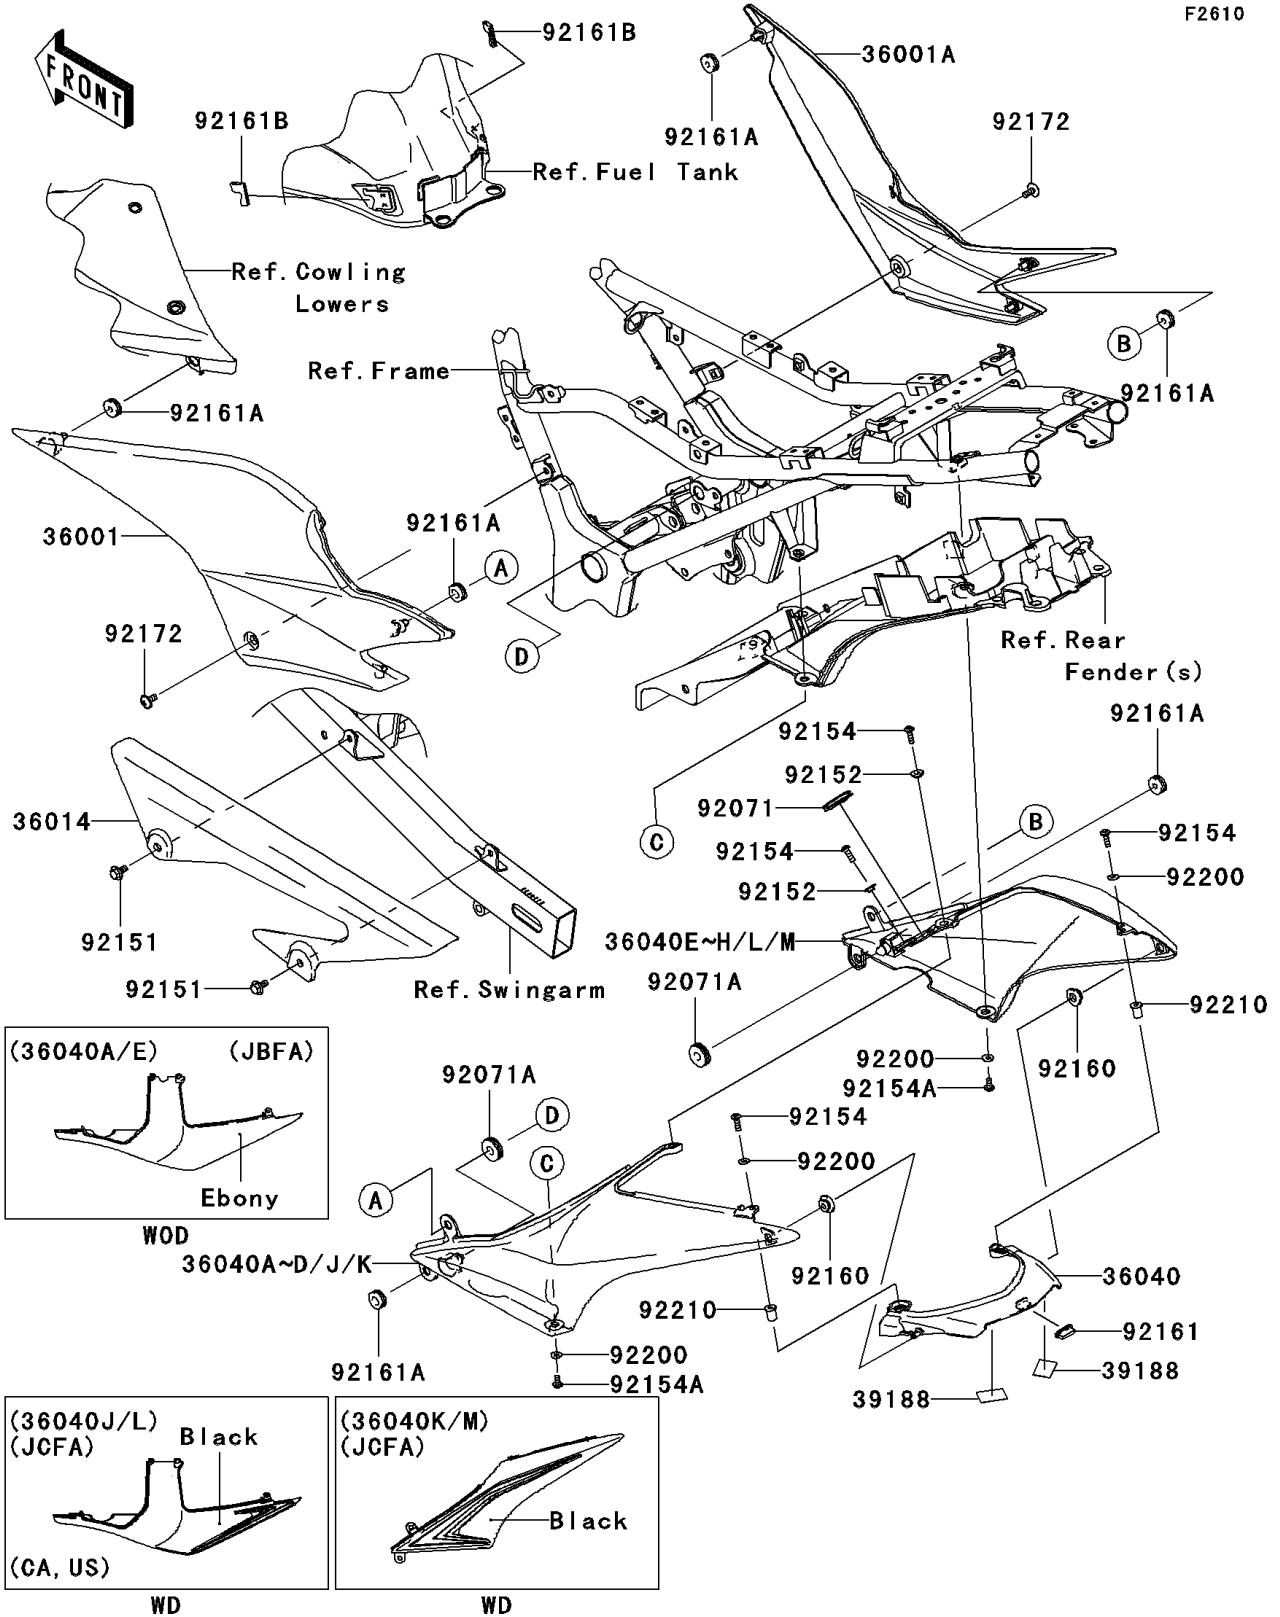 F2610
FRONT
92161B
36001A
92161B
92161A
92172
Ref.Fuel Tank
Ref.Cowling
Lowers
B
Ref.Frame
92161A
92161A
92161A
36001
A
92172
D
Ref.Rear
Fender(s)
92161A
92154
92152
92071
36014
C
B
92154
92154
92152
92200
92151
36040E~H/L/M
92151
Ref.Swingarm
92071A
92210
(36040A/E) (JBFA)
92200
92160
92071A
92154A
D
92154
C
92200
Ebony
A
WOD
36040A~D/J/K
92160
36040
92210
92161
92200
92161A
39188
92154A
39188
(36040J/L)
(JCFA)
Black
(CA,US)
WD
(36040K/M)
(JCFA)
Black
WD